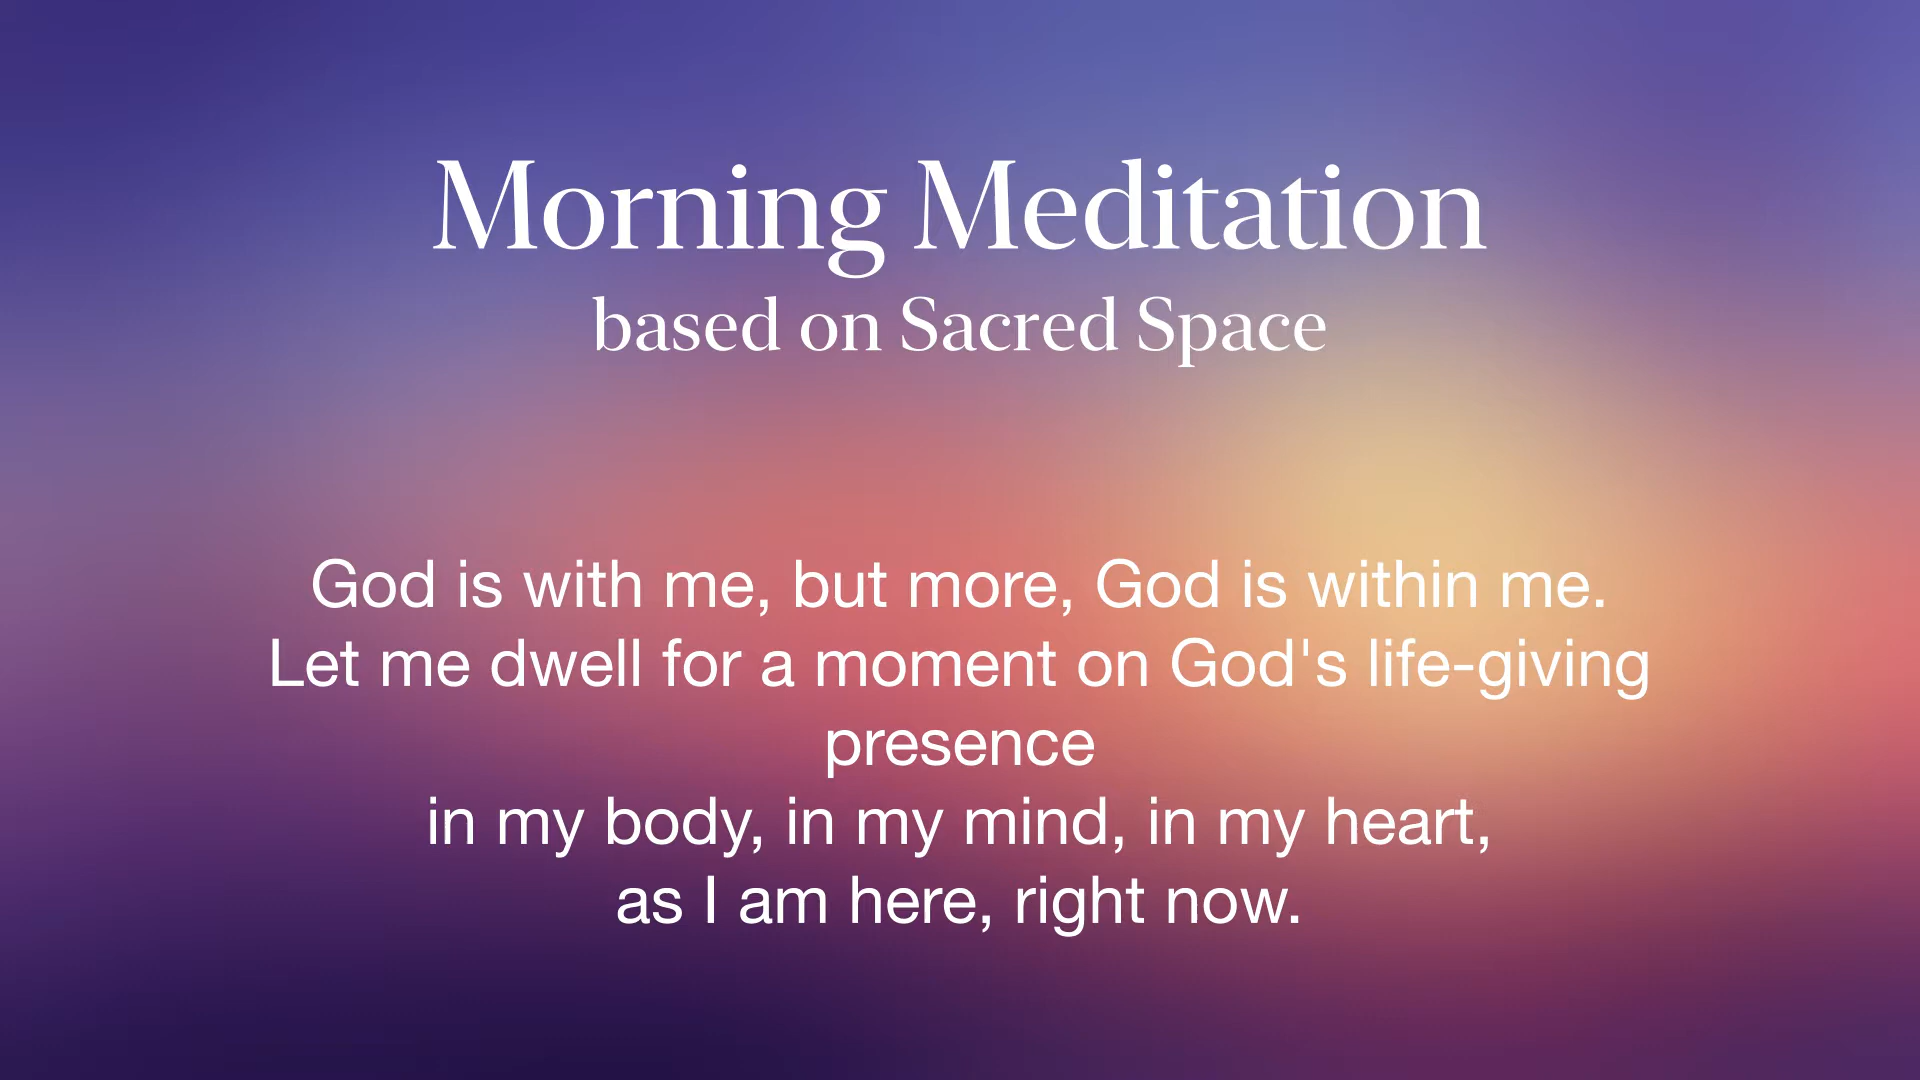 Morning Meditation
based on Sacred Space
God is with me, but more, God is within me.
Let me dwell for a moment on God's life-giving
presence
in my body, in my mind, in my heart,
as I am here, right now.